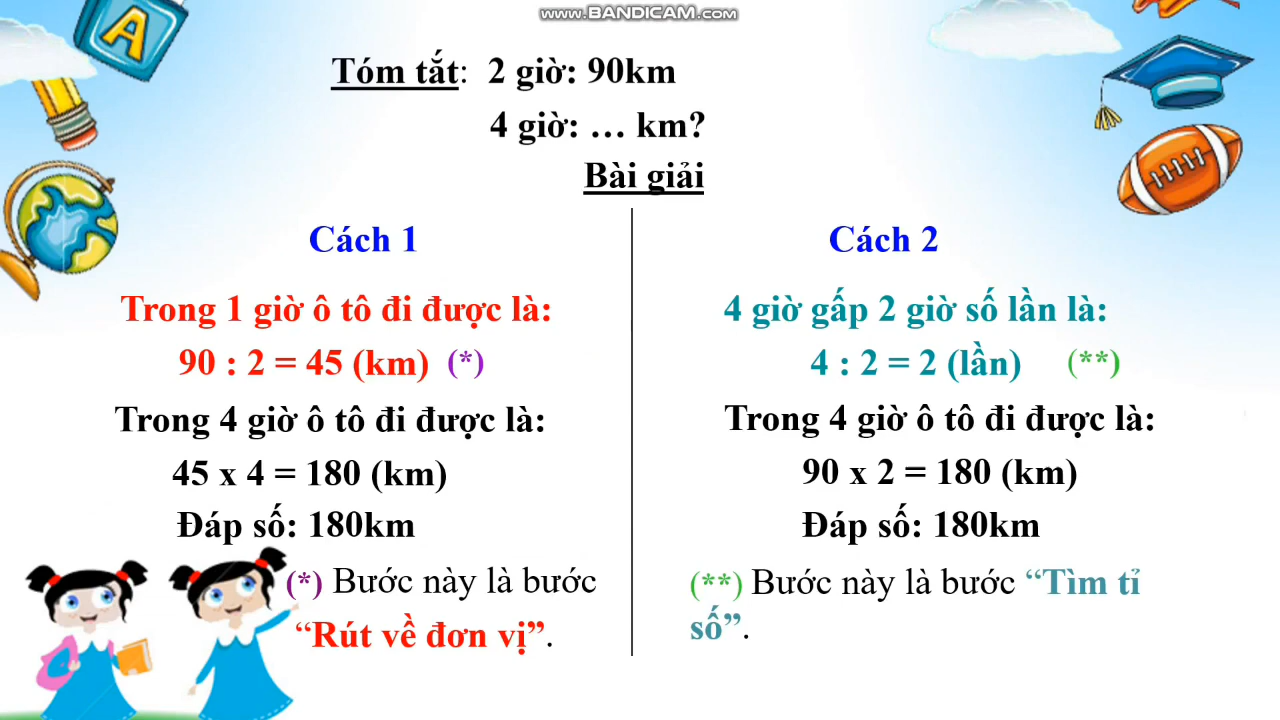 www.BANDICAM.com
A
Tóm tắt: 2 giờ: 90km
4 giờ: … km?
Bài giải
Cách 1
Trong 1 giờ ô tô đi được là:
90 : 2 = 45 (km) (*)
Trong 4 giờ ô tô đi được là:
45 x 4 = 180 (km)
Đáp số: 180km
(*) Bước này là bước
“Rút về đơn vị”.
Cách 2
4 giờ gấp 2 giờ số lần là:
4 : 2 = 2 (lần) (**)
Trong 4 giờ ô tô đi được là:
90 x 2 = 180 (km)
Đáp số: 180km
(**) Bước này là bước “Tìm tỉ
số”.